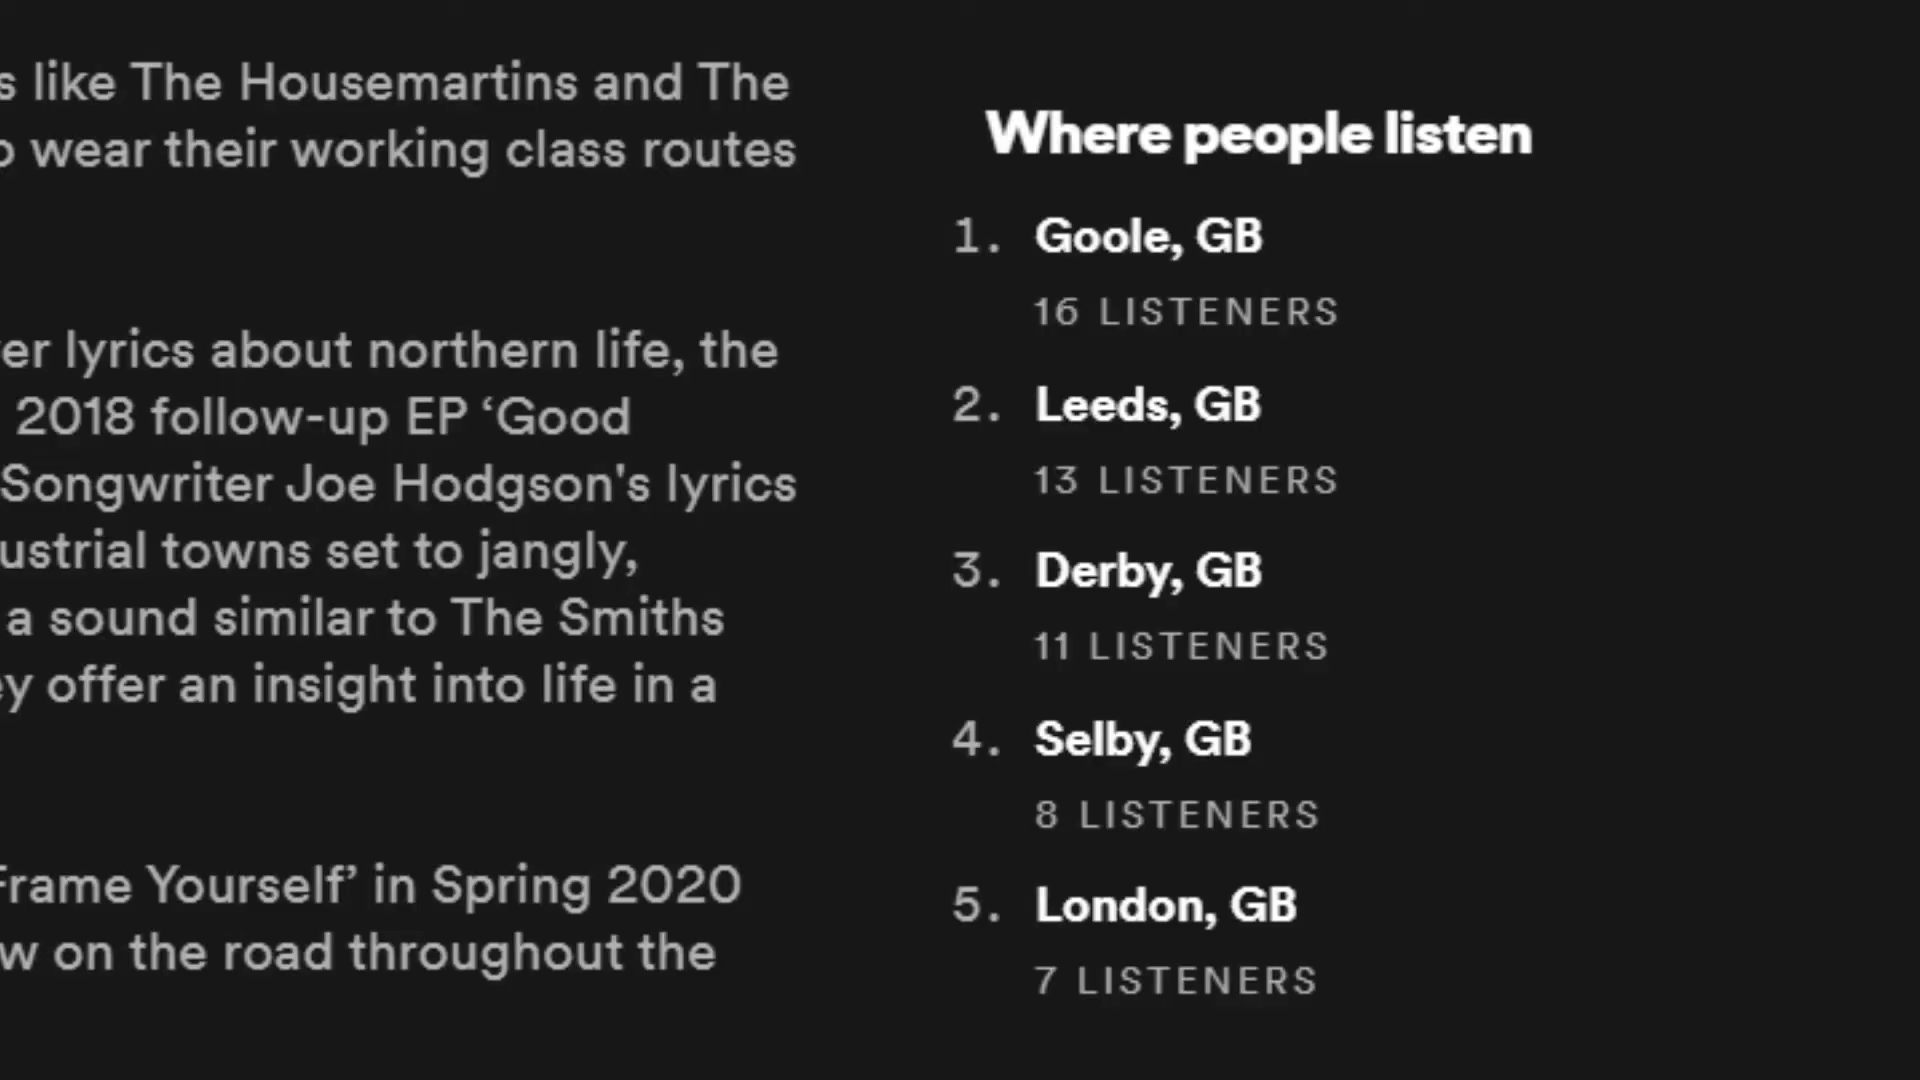 like The Housemartins and The
wear their working class routes
lyrics about northern life, the
2018 follow-up EP ‘Good
Songwriter Joe Hodgson's lyrics
towns set to jangly,
a sound similar to The Smiths
offer an insight into life in a
Frame Yourself’ in Spring 2020
on the road throughout the
Where people listen
1. Goole, GB
16 LISTENERS
2. Leeds, GB
13 LISTENERS
3. Derby, GB
11 LISTENERS
4. Selby, GB
8 LISTENERS
5. London, GB
7 LISTENERS